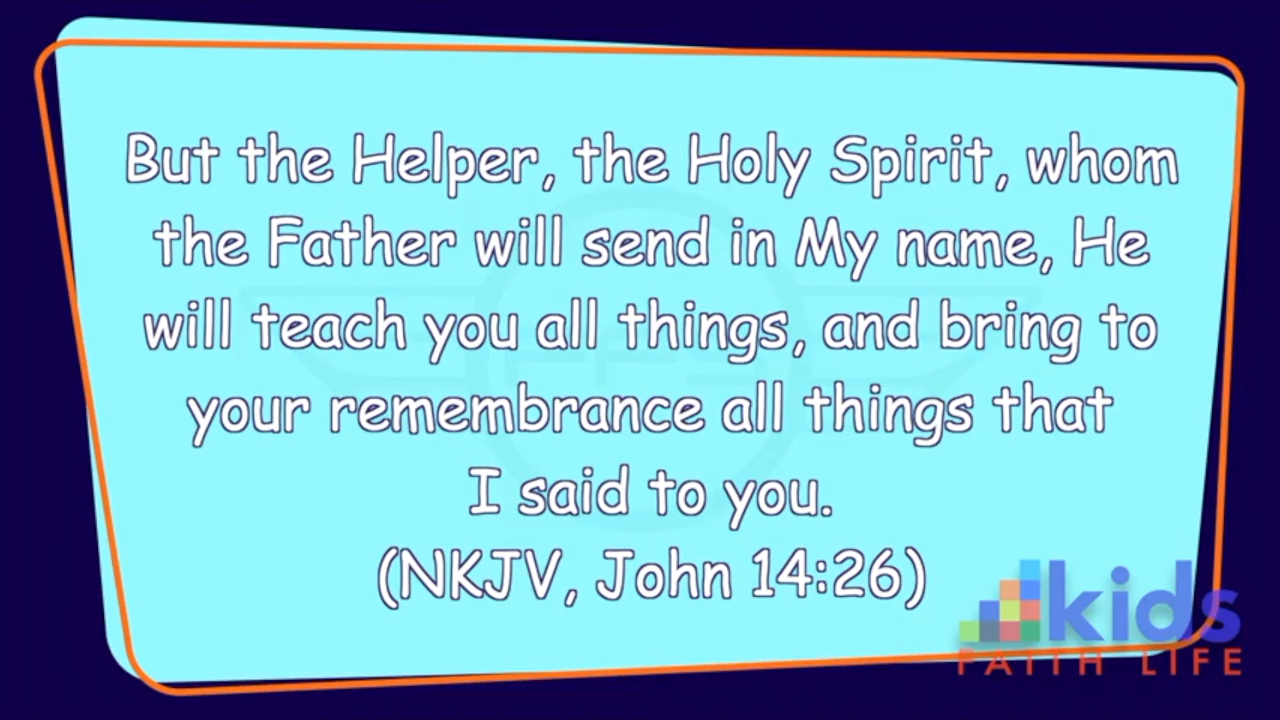 But the Helper, the Holy Spirit, whom
the Father will send in My name, He
will teach you all things, and bring to
your remembrance all things that
I said to you.
(NKJV, John 14:26)
kids
FAITH LIFE